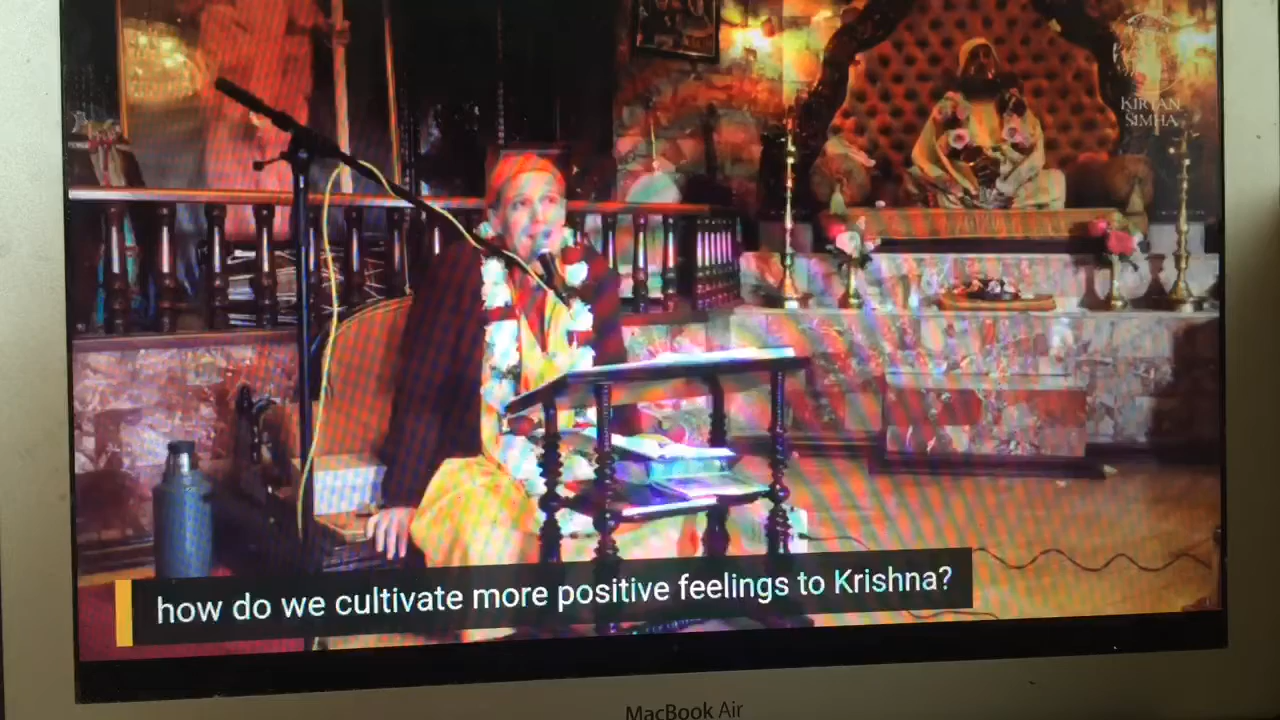 KIRTAN
SIMHA
how do we cultivate more positive feelings to Krishna?
MacBook Air